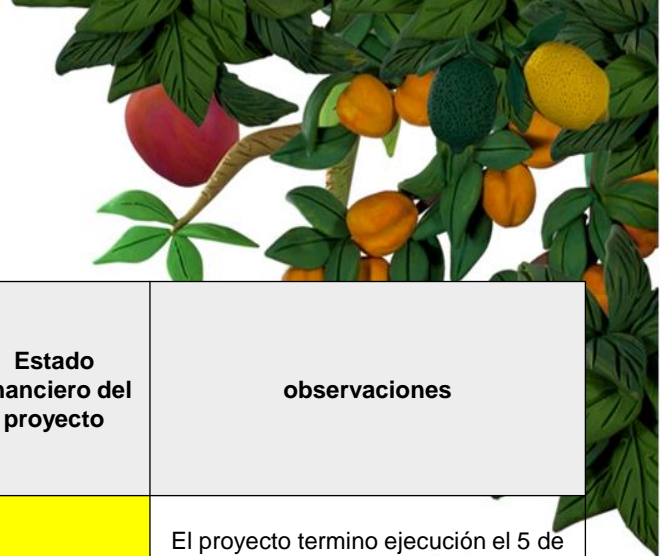 Estado
nanciero del
proyecto
observaciones
El proyecto termino ejecución el 5 de